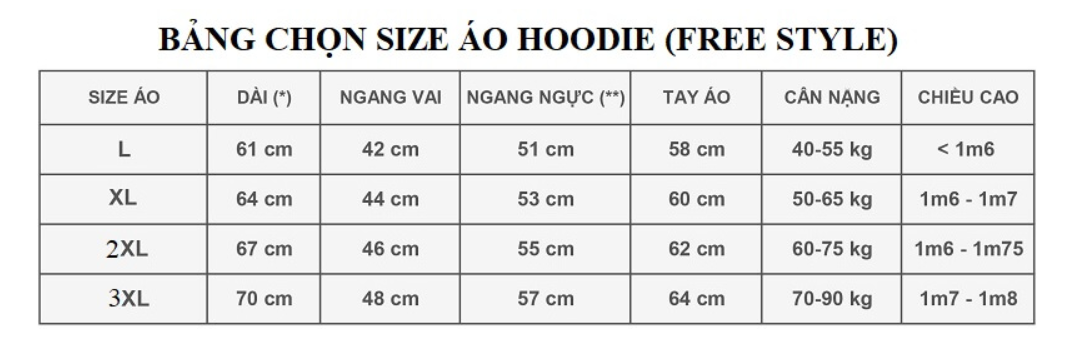 BẢNG CHỌN SIZE ÁO HOODIE (FREE STYLE)
SIZE ÁO DÀI (*) NGANG VAI NGANG NGỰC (**) TAY ÁO CÂN NẶNG CHIỀU CAO
L 61 cm 42 cm 51 cm 58 cm 40-55 kg < 1m6
XL 64 cm 44 cm 53 cm 60 cm 50-65 kg 1m6 - 1m7
2XL 67 cm 46 cm 55 cm 62 cm 60-75 kg 1m6 - 1m75
3XL 70 cm 48 cm 57 cm 64 cm 70-90 kg 1m7 - 1m8